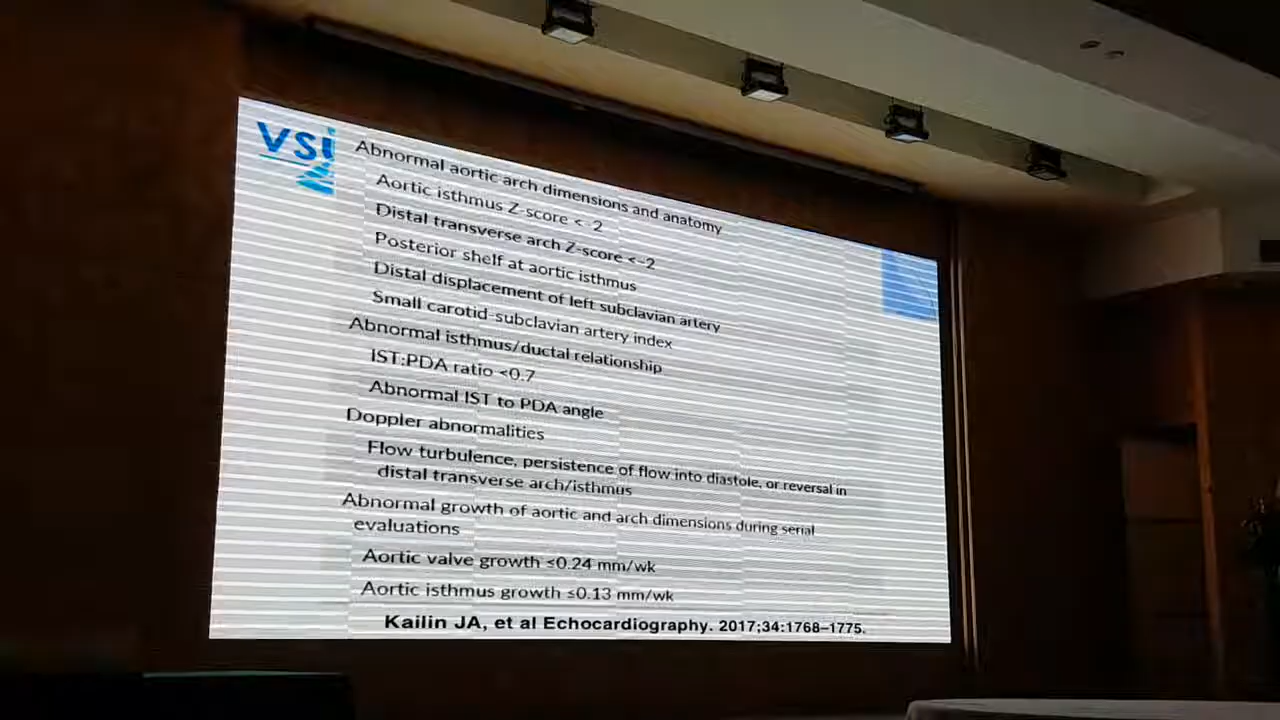 vsi
Abnormal aortic arch dimensions and anatomy
Aortic isthmus Z-score <-2
Distal transverse arch Z-score <-2
Posterior shelf at aortic isthmus
Distal displacement of left subclavian artery
Small carotid-subclavian artery index
Abnormal isthmus/ductal relationship
IST:PDA ratio <0.7
Abnormal IST to PDA angle
Doppler abnormalities
Flow turbulence, persistence of flow into diastole, or reversal in
distal transverse arch/isthmus
Abnormal growth of aortic and arch dimensions during serial
evaluations
Aortic valve growth ≤0.24 mm/wk
Aortic isthmus growth ≤0.13 mm/wk
Kailin JA, et al Echocardiography. 2017;34:1768–1775.